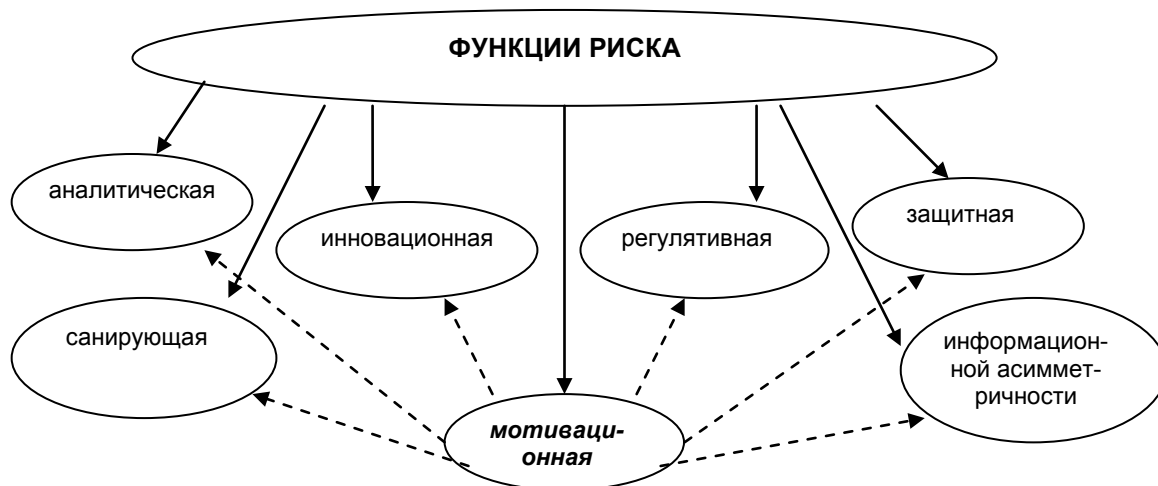 ФУНКЦИИ РИСКА
аналитическая
инновационная
регулятивная
защитная
санирующая
информацион-
ной асиммет-
ричности
мотиваци-
онная